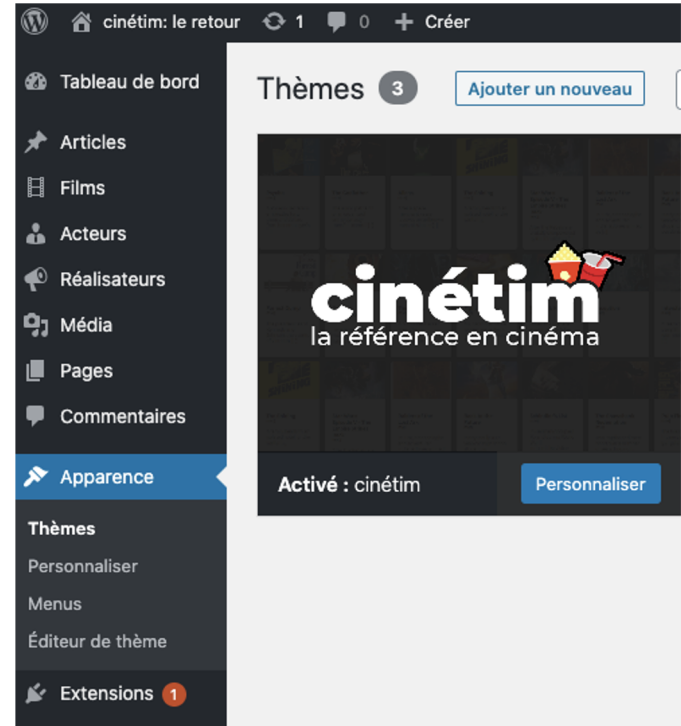 cinétim: le retour 1 0 + Créer
Tableau de bord
Articles
Films
Acteurs
Réalisateurs
Média
Pages
Commentaires
Apparence
Thèmes
Personnaliser
Menus
Éditeur de thème
Extensions 1
Thèmes 3 Ajouter un nouveau
cinétim
la référence en cinéma
Activé : cinétim Personnaliser